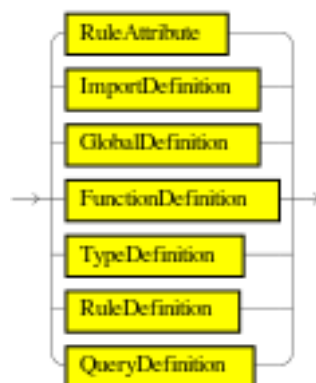 RuleAttribute
ImportDefinition
GlobalDefinition
FunctionDefinition
TypeDefinition
RuleDefinition
QueryDefinition